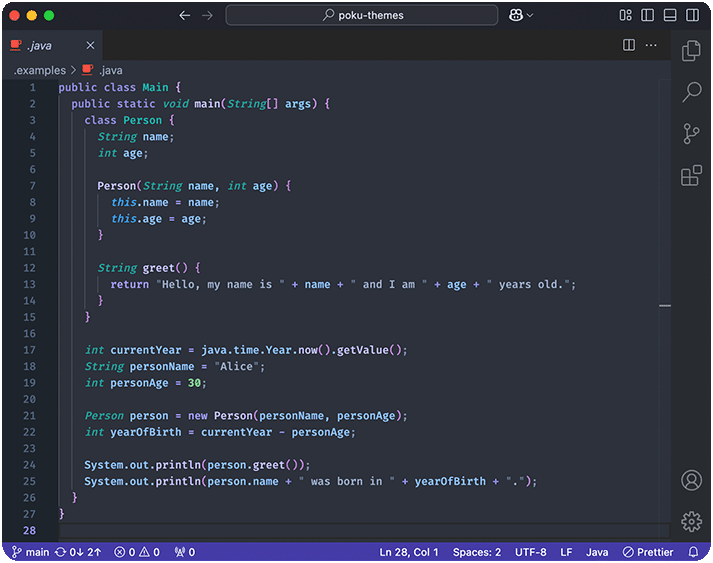 poku-themes
.java
.examples > .java
1 public class Main {
2 public static void main(String[] args) {
3 class Person {
4 String name;
5 int age;
6
7 Person(String name, int age) {
8 this.name = name;
9 this.age = age;
10 }
11
12 String greet() {
13 return "Hello, my name is " + name + " and I am " + age + " years old.";
14 }
15 }
16
17 int currentYear = java.time.Year.now().getValue();
18 String personName = "Alice";
19 int personAge = 30;
20
21 Person person = new Person(personName, personAge);
22 int yearOfBirth = currentYear - personAge;
23
24 System.out.println(person.greet());
25 System.out.println(person.name + " was born in " + yearOfBirth + ".");
26 }
27 }
28
main 0↓ 2↑ 0 0 0 Ln 28, Col 1 Spaces: 2 UTF-8 LF Java Prettier